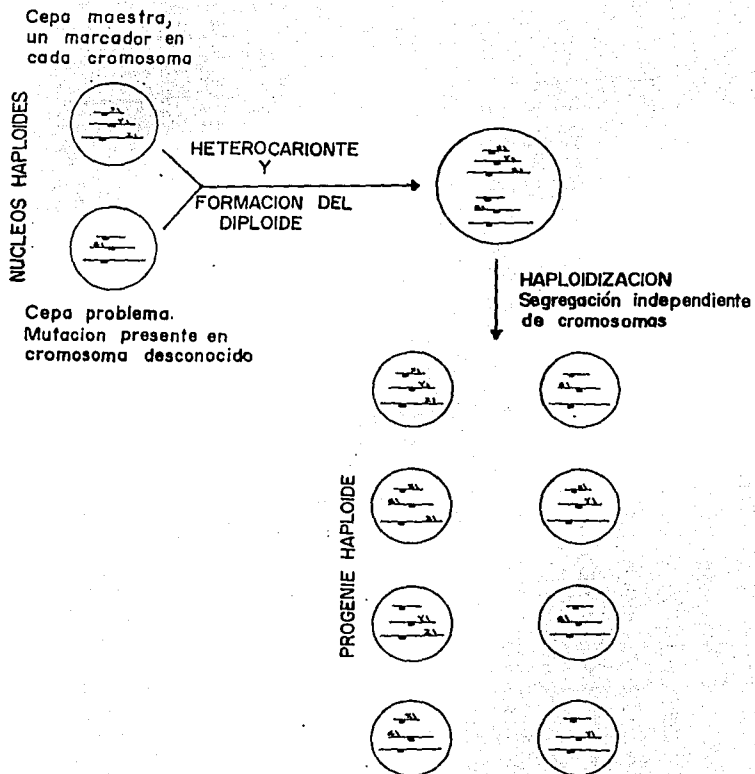 Cepa maestra,
un marcador en
cada cromosoma
NUCLEOS HAPLOIDES
HETEROCARIONTE
Y
FORMACION DEL
DIPLOIDE
Cepa problema.
Mutacion presente en
cromosoma desconocido
HAPLOIDIZACION
Segregación independiente
de cromosomas
PROGENIE HAPLOIDE